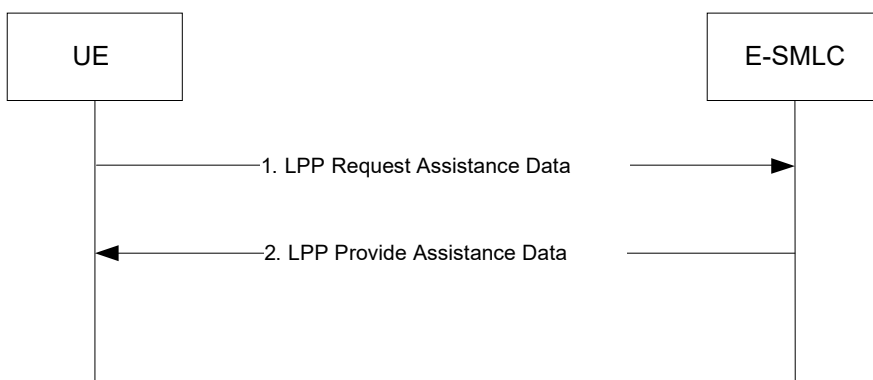 UE
E-SMLC
1. LPP Request Assistance Data
2. LPP Provide Assistance Data